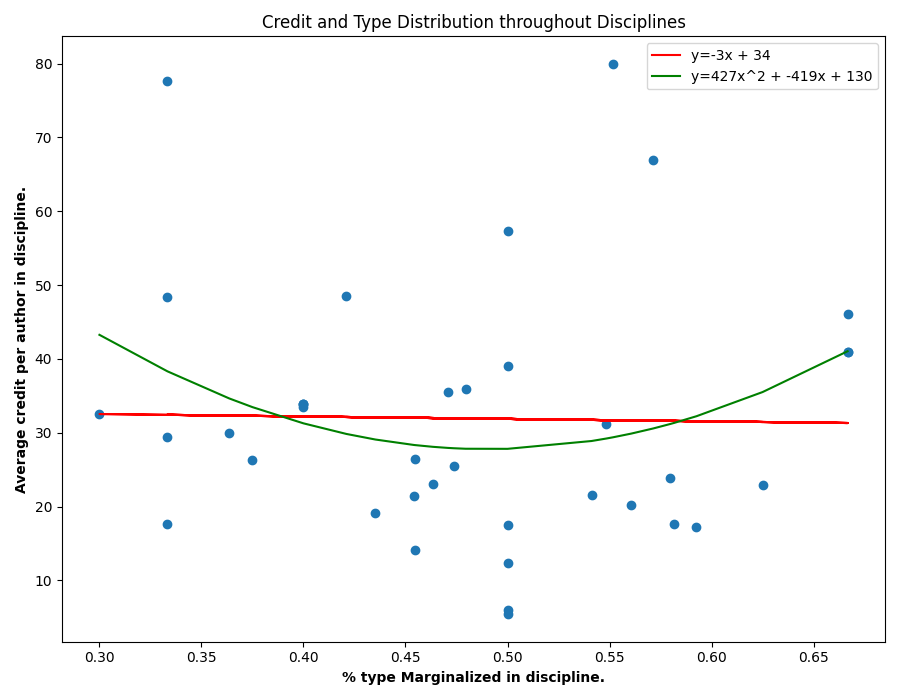 Credit and Type Distribution throughout Disciplines
y=-3x + 34
y=427x^2 + -419x + 130
Average credit per author in discipline.
80
70
60
50
40
30
20
10
0.30 0.35 0.40 0.45 0.50 0.55 0.60 0.65
% type Marginalized in discipline.